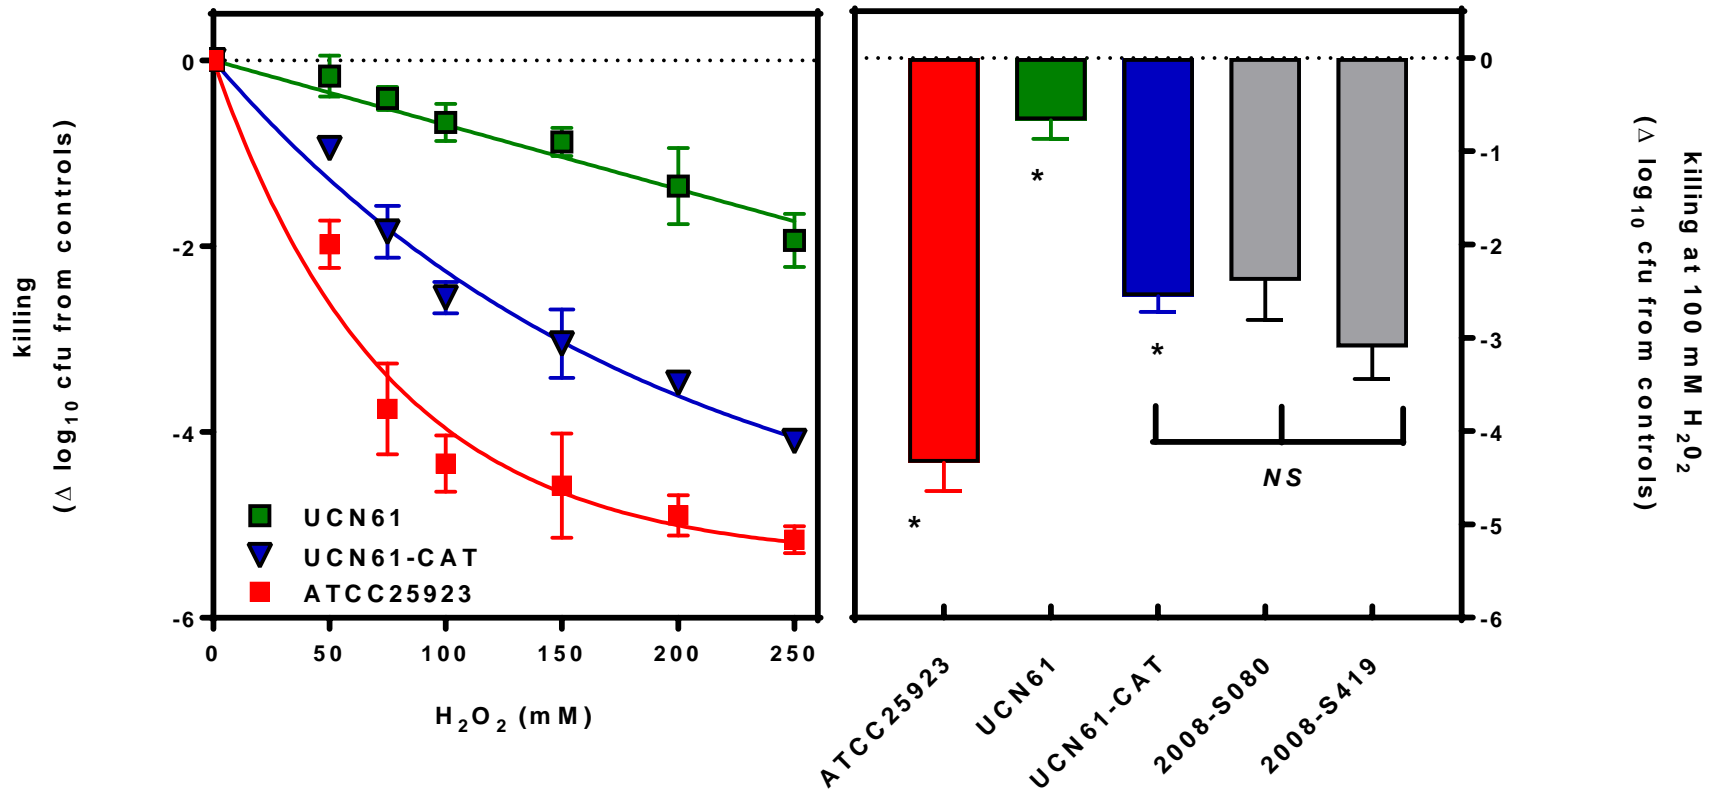 killing
(Δ log10 cfu from controls)
0
-2
-4
-6
UCN61
UCN61-CAT
ATCC25923
0
50
100
150
200
250
H2O2 (mM)
*
*
*
NS
0
-1
-2
-3
-4
-5
-6
ATCC25923
UCN61
UCN61-CAT
2008-S080
2008-S419
killing at 100 mM H2O2
(Δ log10 cfu from controls)